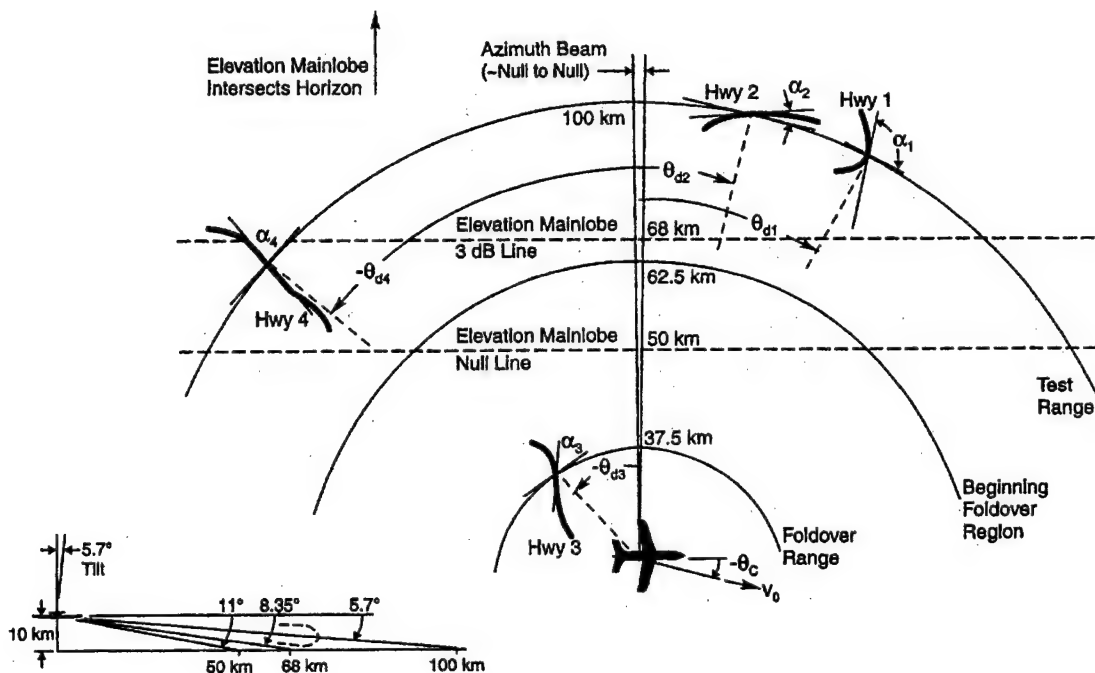 Azimuth Beam
(~Null to Null)
Elevation Mainlobe
Intersects Horizon
Hwy 2
α2
Hwy 1
100 km
α1
θd2
Elevation Mainlobe
3 dB Line
68 km
θd1
α4
62.5 km
-θd4
Hwy 4
Elevation Mainlobe
Null Line
50 km
Test
Range
α3
37.5 km
-θd3
Hwy 3
Beginning
Foldover
Region
Foldover
Range
-θc
V0
5.7°
Tilt
11°
8.35°
5.7°
10 km
50 km
68 km
100 km